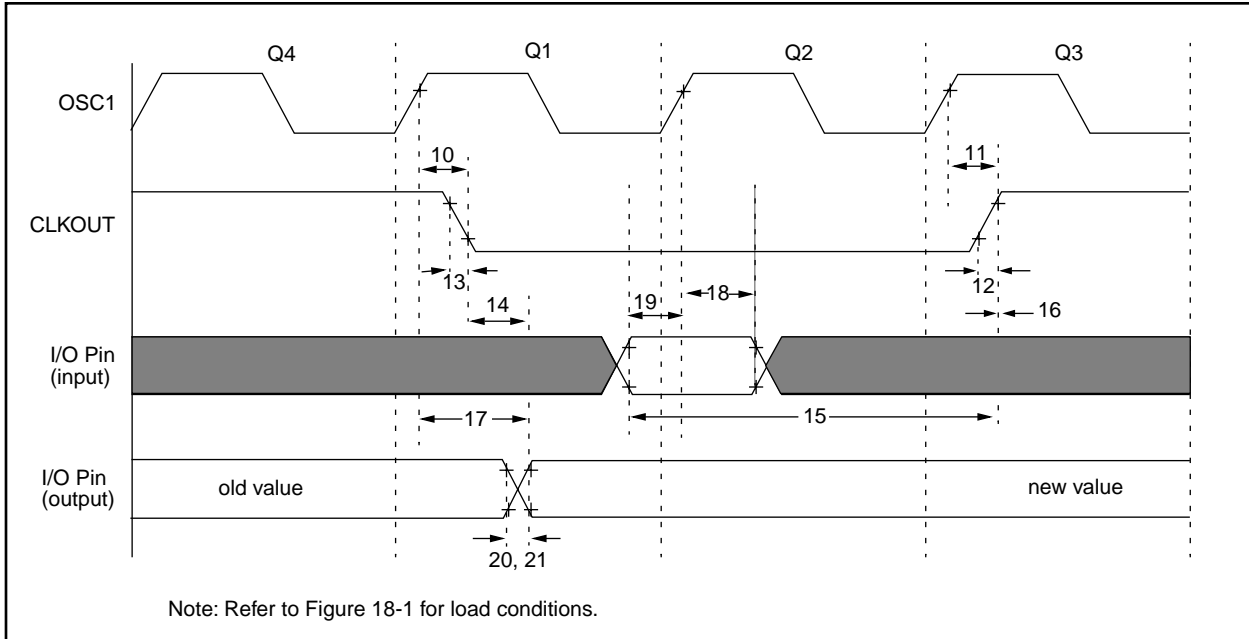 Q4 Q1 Q2 Q3
OSC1
10 11
CLKOUT
13 12
19 18
14 16
I/O Pin
(input)
17 15
I/O Pin
(output)
old value new value
20, 21
Note: Refer to Figure 18-1 for load conditions.